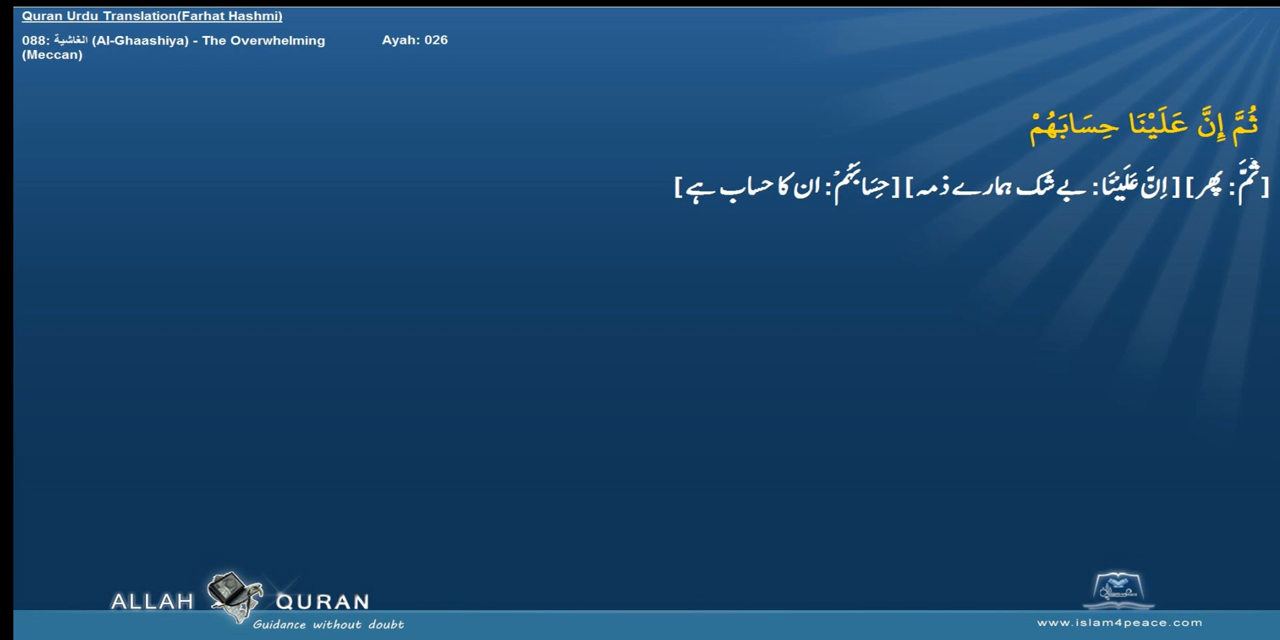 Quran Urdu Translation(Farhat Hashmi)
088: الغاشية (Al-Ghaashiya) - The Overwhelming Ayah: 026
(Meccan)
ثُمَّ إِنَّ عَلَيْنَا حِسَابَهُمْ
[ثُمَّ: پھر] [اِنَّ عَلَيْنَا: بے شک ہمارے ذمہ] [حِسَابَهُمْ: ان کا حساب ہے]
ALLAH QURAN
Guidance without doubt
www.islam4peace.com